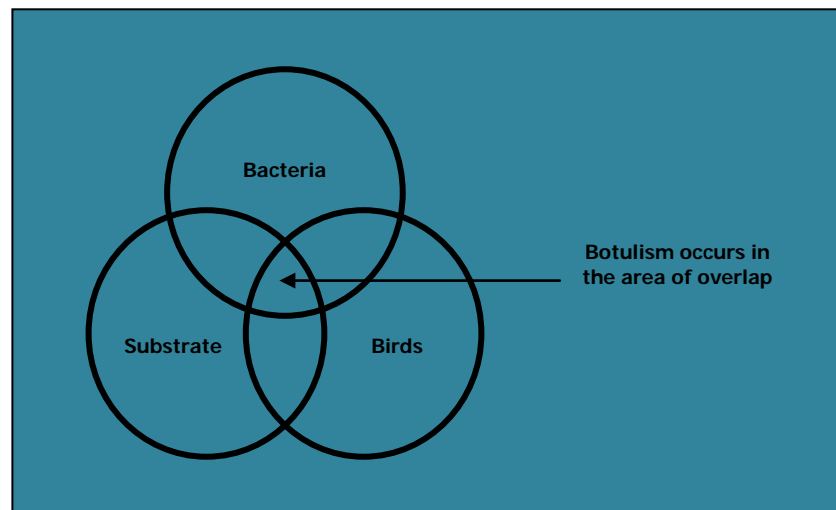 Bacteria
Botulism occurs in
the area of overlap
Substrate
Birds